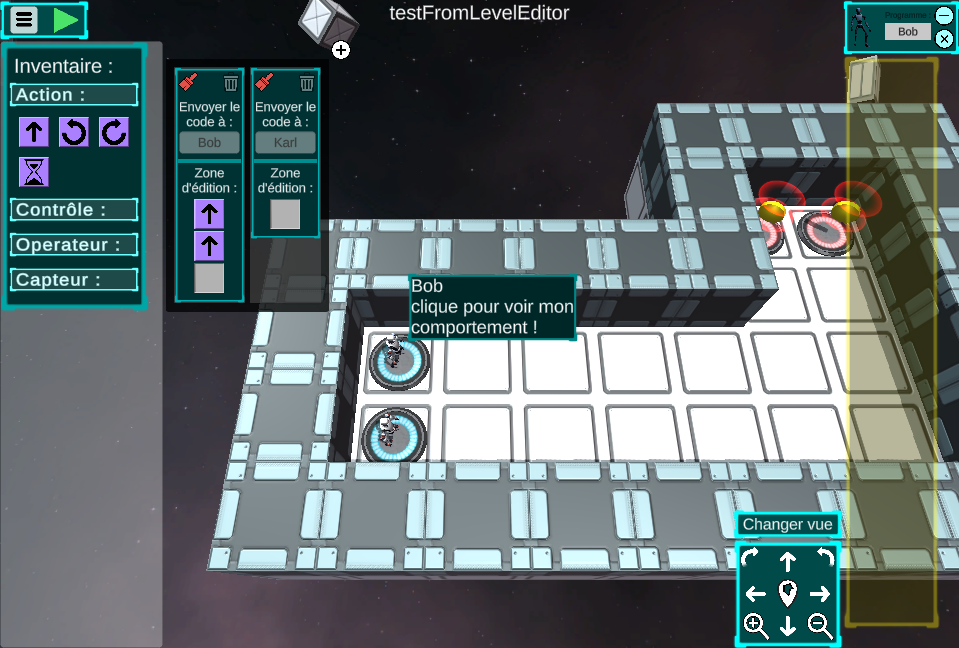 testFromLevelEditor
Programme :
Bob
Inventaire :
Action :
Contrôle :
Operateur :
Capteur :
Envoyer le
code à :
Bob
Zone
d'édition :
Envoyer le
code à :
Karl
Zone
d'édition :
Bob
clique pour voir mon
comportement !
Changer vue